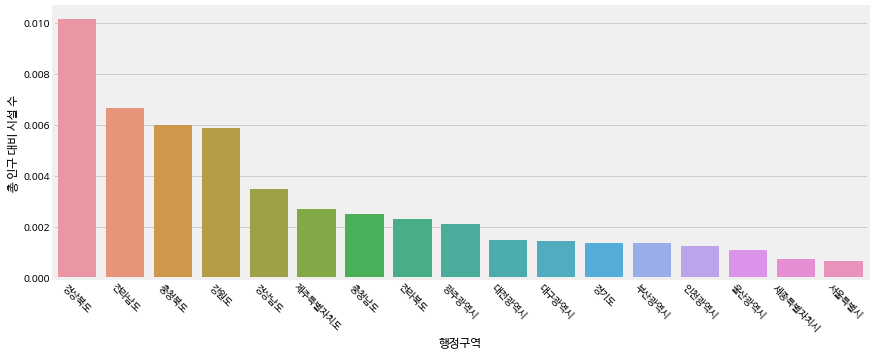 총 인구 대비 시설 수
0.010
0.008
0.006
0.004
0.002
0.000
경상북도
전라남도
충청북도
강원도
경상남도
제주특별자치도
충청남도
전라북도
광주광역시
대전광역시
대구광역시
경기도
부산광역시
인천광역시
울산광역시
세종특별자치시
서울특별시
행정구역